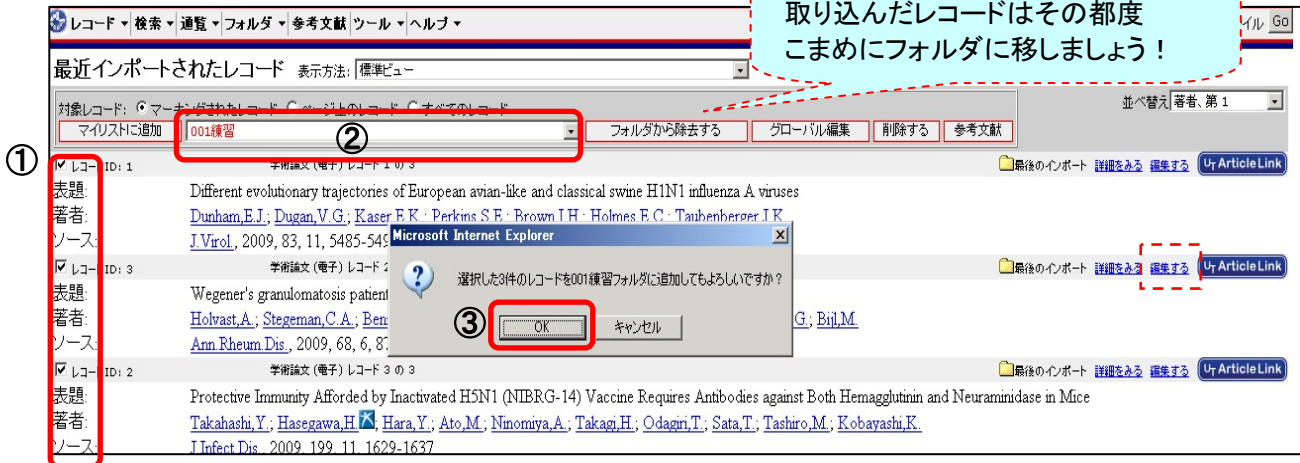 取り込んだレコードはその都度
こまめにフォルダに移しましょう！
レコード 検索 通覧 フォルダ 参考文献 ツール ヘルプ イル Go
最近インポートされたレコード 表示方法: 標準ビュー
対象レコード: マーキングされたレコード ページ上のレコード すべてのレコード 並べ替え 著者、第 1
マイリストに追加 001練習 ② フォルダから除去する グローバル編集 削除する 参考文献
①
レコードID: 1 学術論文 (電子) レコード 1 の 3 最後のインポート 詳細をみる 編集する UT Article Link
表題: Different evolutionary trajectories of European avian-like and classical swine H1N1 influenza A viruses
著者: Dunham,E.J.; Dugan,V.G.; Kaser,E.K.; Perkins,S.E.; Brown,I.H.; Holmes,E.C.; Taubenberger,J.K.
ソース: J.Virol., 2009, 83, 11, 5485-549
Microsoft Internet Explorer
選択した3件のレコードを001練習フォルダに追加してもよろしいですか？
③ OK キャンセル
レコードID: 3 学術論文 (電子) レコード 2 最後のインポート 詳細をみる 編集する UT Article Link
表題: Wegener's granulomatosis patient
著者: Holvast,A.; Stegeman,C.A.; Ben G.; Bijl,M.
ソース: Ann.Rheum.Dis., 2009, 68, 6, 87
レコードID: 2 学術論文 (電子) レコード 3 の 3 最後のインポート 詳細をみる 編集する UT Article Link
表題: Protective Immunity Afforded by Inactivated H5N1 (NIBRG-14) Vaccine Requires Antibodies against Both Hemagglutinin and Neuraminidase in Mice
著者: Takahashi,Y.; Hasegawa,H.; Hara,Y.; Ato,M.; Ninomiya,A.; Takagi,H.; Odagiri,T.; Sata,T.; Tashiro,M.; Kobayashi,K.
ソース: J.Infect.Dis., 2009, 199, 11, 1629-1637